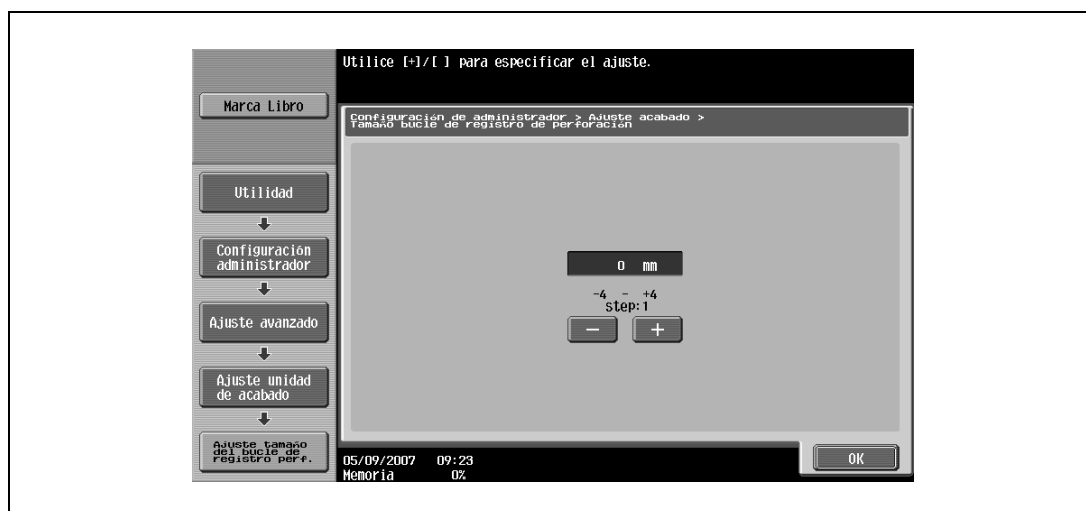 Utilice [+]/[ ] para especificar el ajuste.
Marca Libro
Configuración de administrador > Ajuste acabado >
Tamaño bucle de registro de perforación
Utilidad
Configuración
administrador
Ajuste avanzado
Ajuste unidad
de acabado
Ajuste tamaño
del bucle de
registro perf.
0 mm
-4 - +4
step:1
- +
05/09/2007 09:23
Memoria 0%
OK